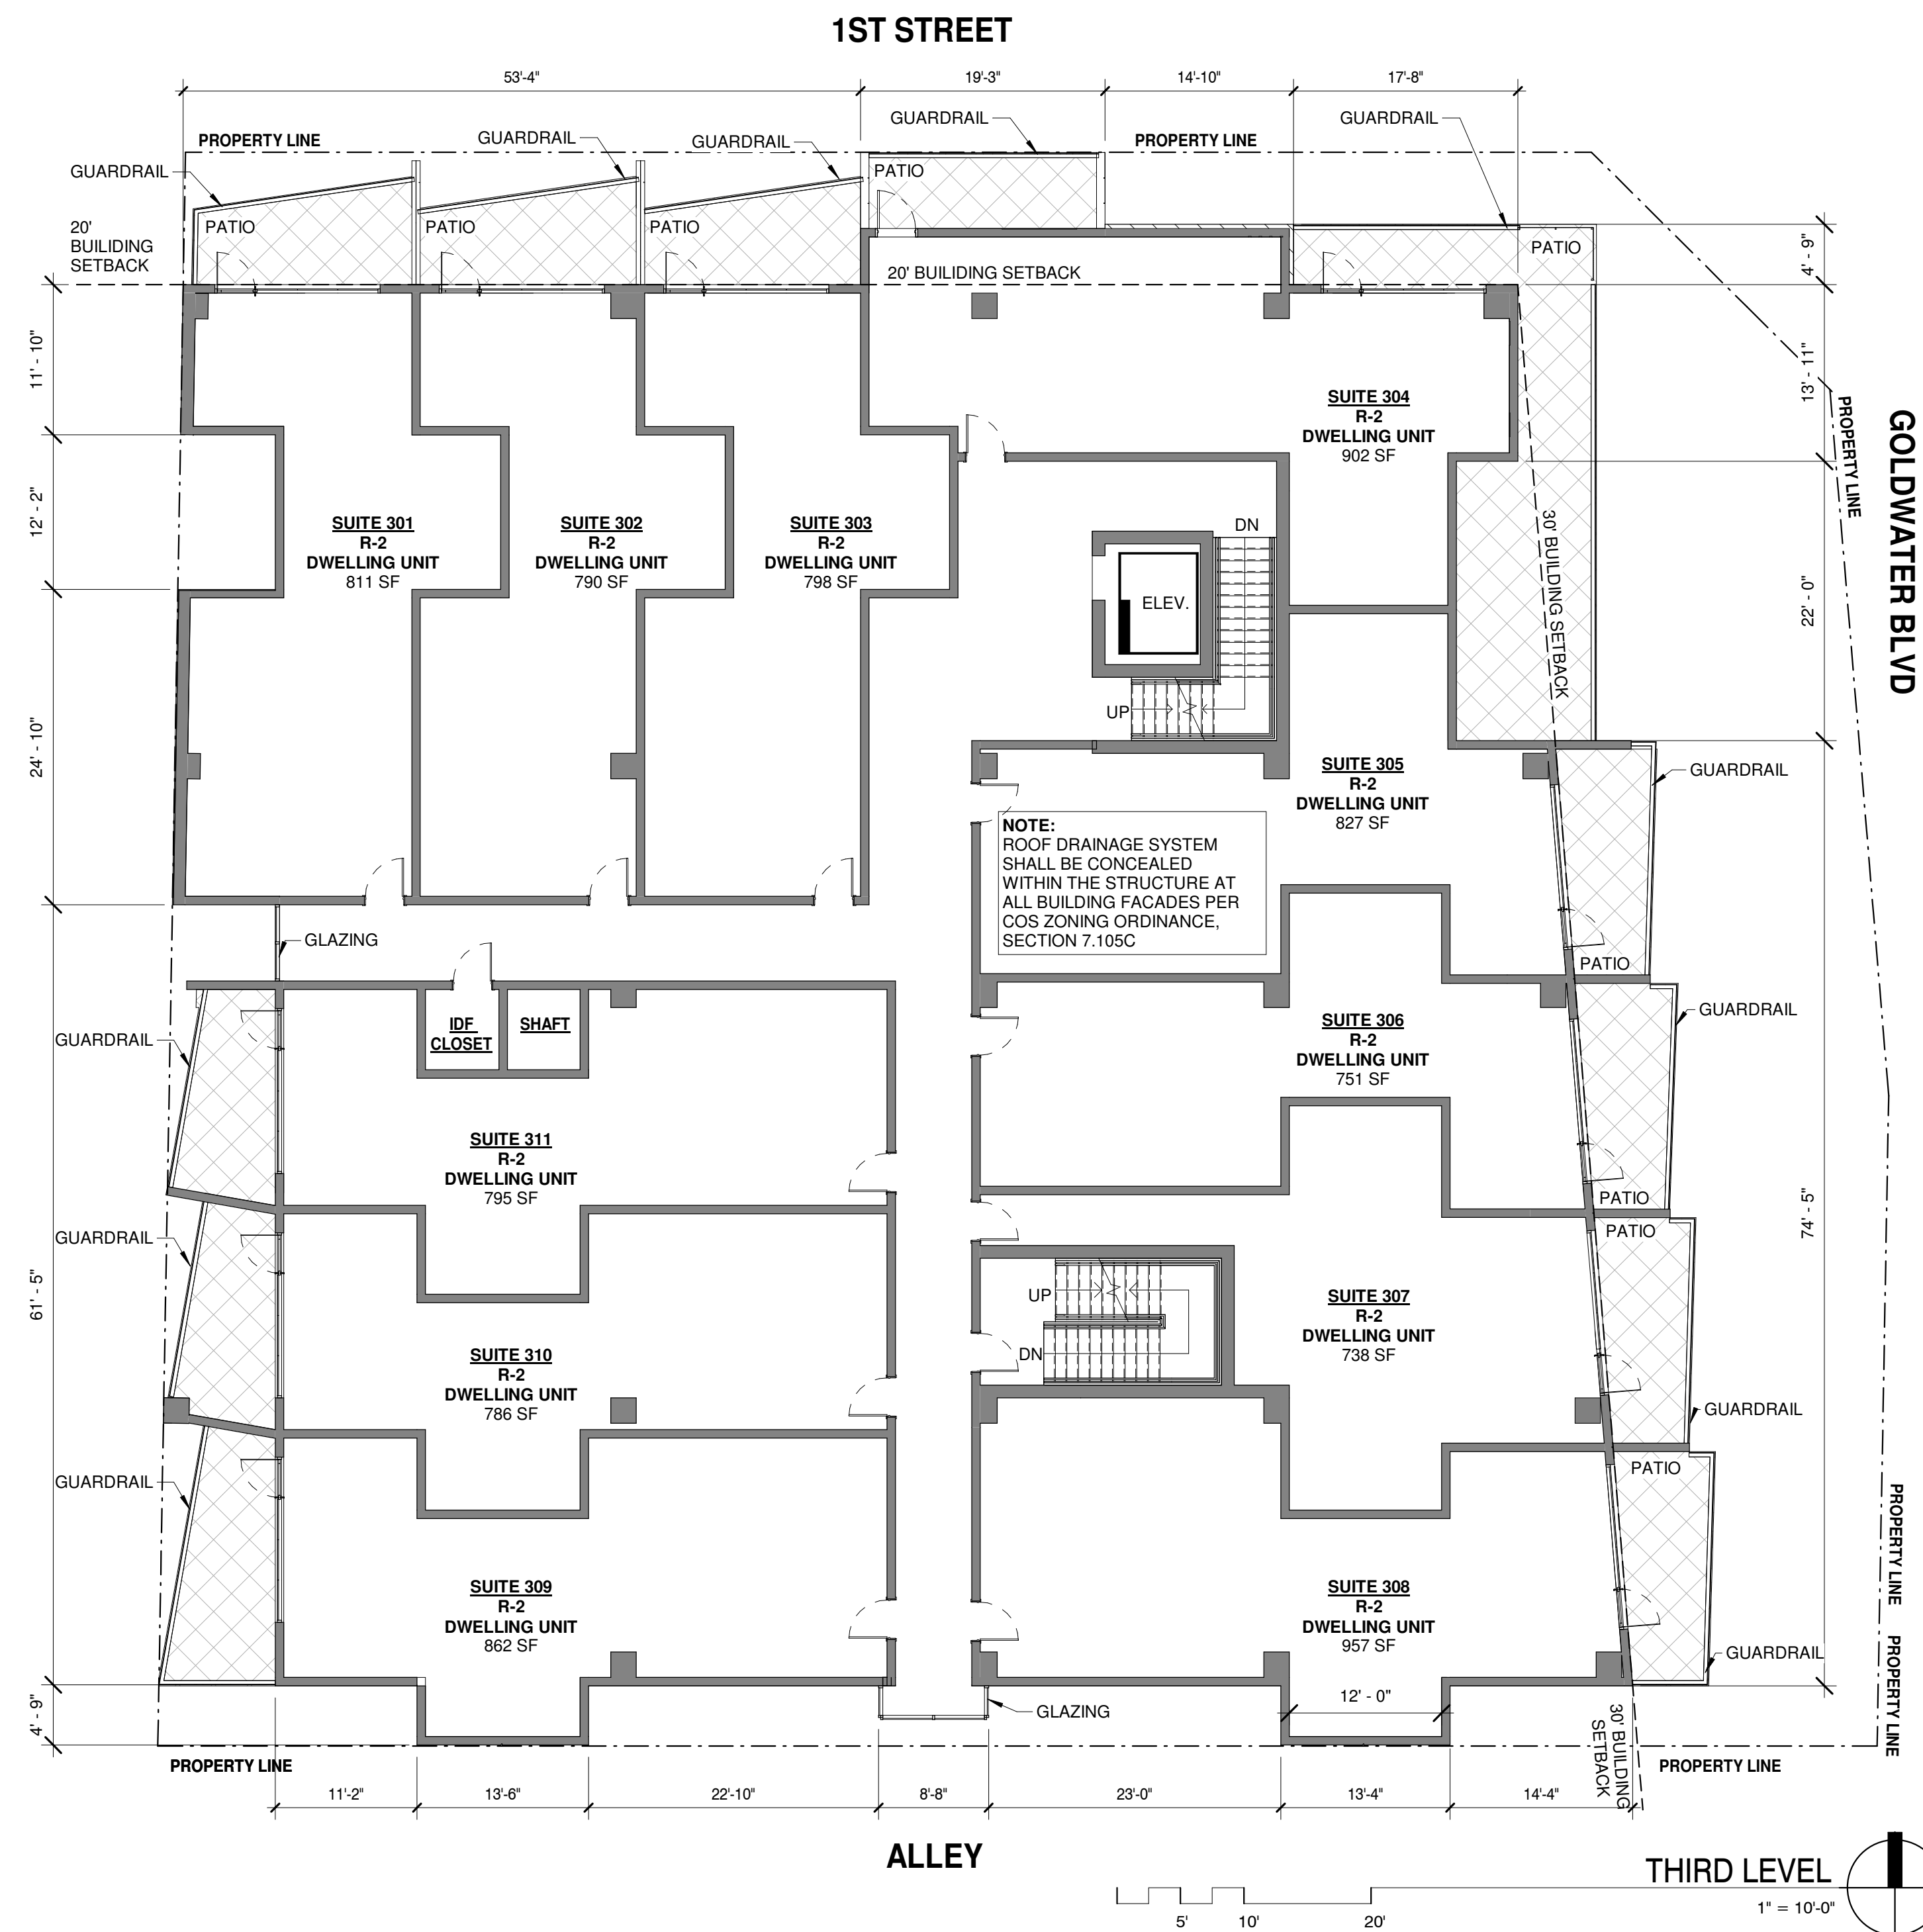 1ST STREET
53'-4"
19'-3"
14'-10"
17'-8"
GUARDRAIL
GUARDRAIL
PROPERTY LINE
GUARDRAIL
GUARDRAIL
PROPERTY LINE
GUARDRAIL
PATIO
20'
BUILIDING
SETBACK
PATIO
PATIO
PATIO
PATIO
4' - 9"
20' BUILDING SETBACK
11' - 10"
13' - 11"
PROPERTY LINE
GOLDWATER BLVD
SUITE 304
R-2
DWELLING UNIT
902 SF
12' - 2"
SUITE 301
R-2
DWELLING UNIT
811 SF
SUITE 302
R-2
DWELLING UNIT
790 SF
SUITE 303
R-2
DWELLING UNIT
798 SF
DN
ELEV.
UP
30' BUILDING SETBACK
22' - 0"
24' - 10"
SUITE 305
R-2
DWELLING UNIT
827 SF
GUARDRAIL
NOTE:
ROOF DRAINAGE SYSTEM
SHALL BE CONCEALED
WITHIN THE STRUCTURE AT
ALL BUILDING FACADES PER
COS ZONING ORDINANCE,
SECTION 7.105C
GLAZING
PATIO
GUARDRAIL
IDF
CLOSET
SHAFT
SUITE 306
R-2
DWELLING UNIT
751 SF
GUARDRAIL
SUITE 311
R-2
DWELLING UNIT
795 SF
PATIO
PATIO
74' - 5"
GUARDRAIL
61' - 5"
UP
DN
SUITE 307
R-2
DWELLING UNIT
738 SF
SUITE 310
R-2
DWELLING UNIT
786 SF
GUARDRAIL
GUARDRAIL
PATIO
PROPERTY LINE
SUITE 309
R-2
DWELLING UNIT
862 SF
SUITE 308
R-2
DWELLING UNIT
957 SF
GUARDRAIL
PROPERTY LINE
4' - 9"
12' - 0"
GLAZING
30' BUILDING
SETBACK
PROPERTY LINE
PROPERTY LINE
11'-2"
13'-6"
22'-10"
8'-8"
23'-0"
13'-4"
14'-4"
ALLEY
THIRD LEVEL
1" = 10'-0"
5'
10'
20'